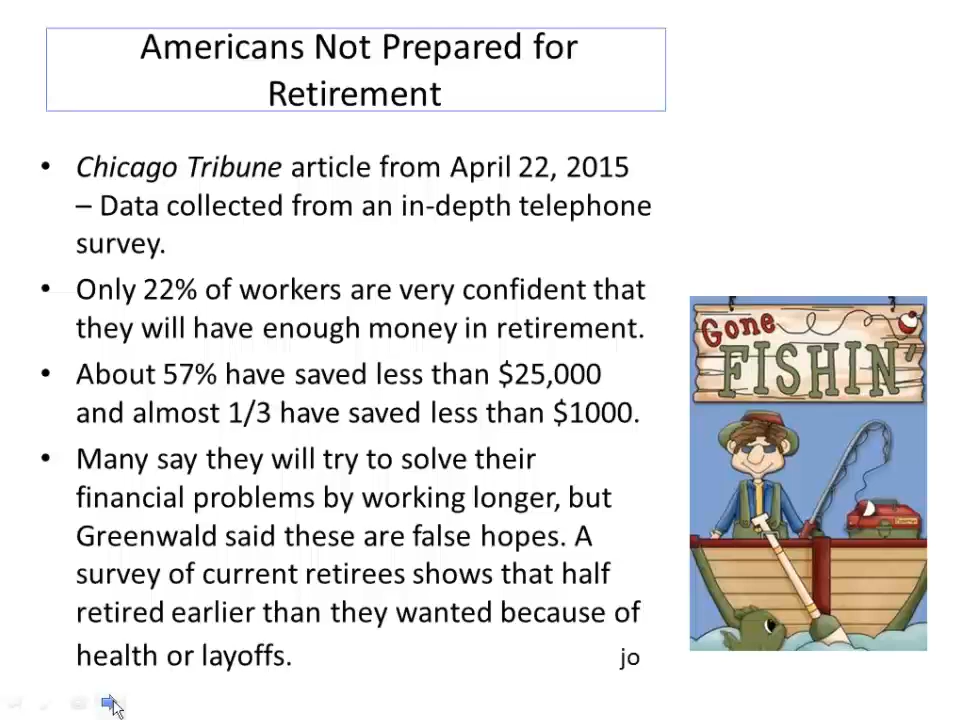 Americans Not Prepared for
Retirement
• Chicago Tribune article from April 22, 2015
– Data collected from an in-depth telephone
survey.
• Only 22% of workers are very confident that
they will have enough money in retirement.
• About 57% have saved less than $25,000
and almost 1/3 have saved less than $1000.
• Many say they will try to solve their
financial problems by working longer, but
Greenwald said these are false hopes. A
survey of current retirees shows that half
retired earlier than they wanted because of
health or layoffs.
jo
Gone
FISHIN'